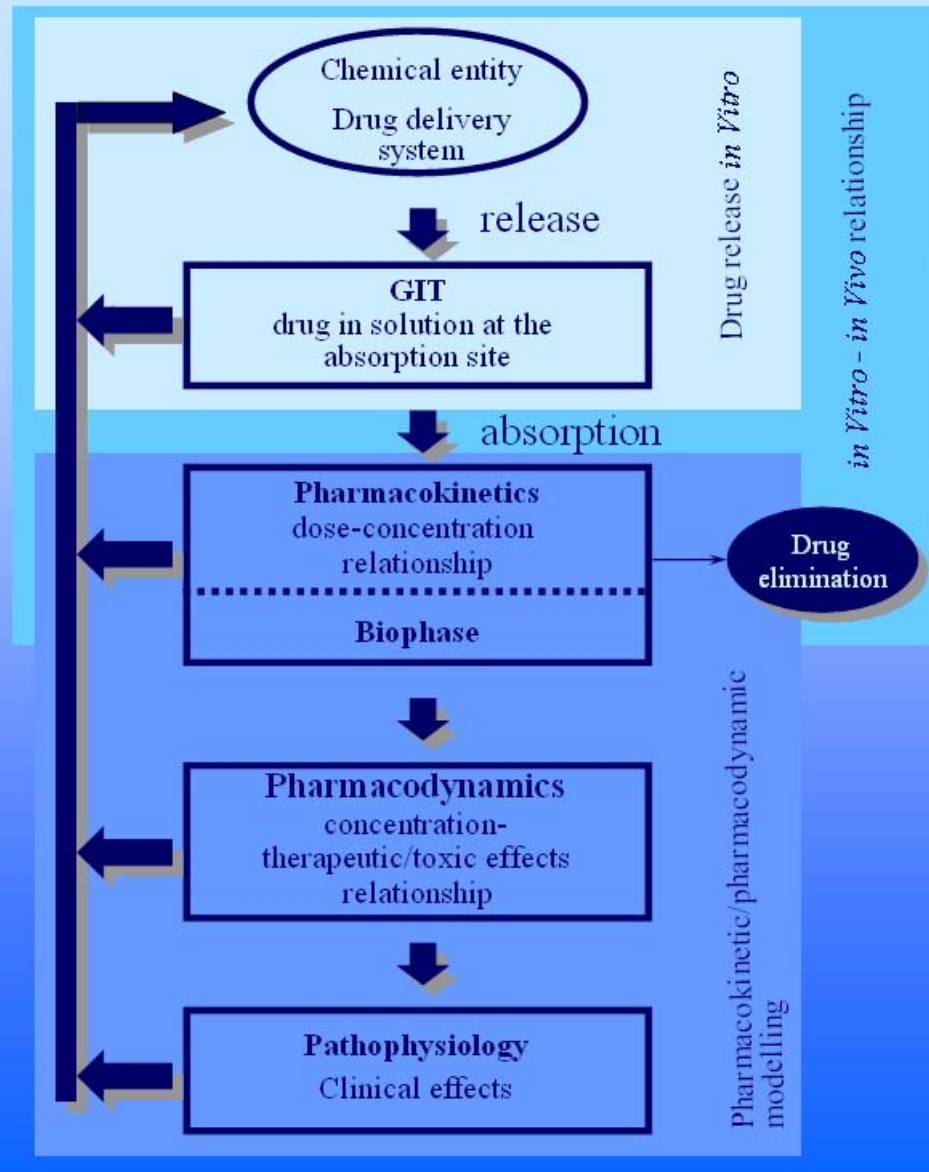 Chemical entity
Drug delivery
system
release
GIT
drug in solution at the
absorption site
absorption
Pharmacokinetics
dose-concentration
relationship
Biophase
Drug
elimination
Pharmacodynamics
concentration-
therapeutic/toxic effects
relationship
Pathophysiology
Clinical effects
Drug release in Vitro
in Vitro - in Vivo relationship
Pharmacokinetic/pharmacodynamic
modelling